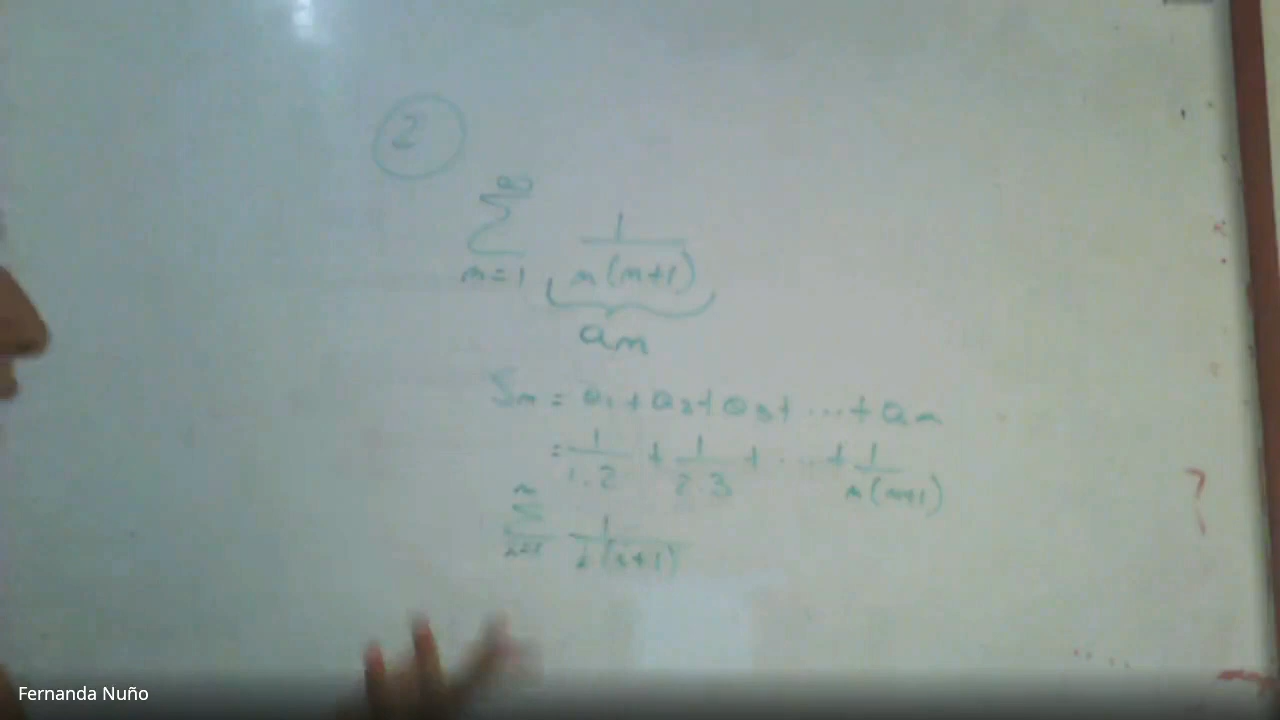 2
∞
∑ 1
n=1 n(n+1)
an
Sn = a1 + a2 + a3 + ... + an
= 1/1·2 + 1/2·3 + ... + 1/n(n+1)
n
∑ 1
i=1 i(i+1)
Fernanda Nuño